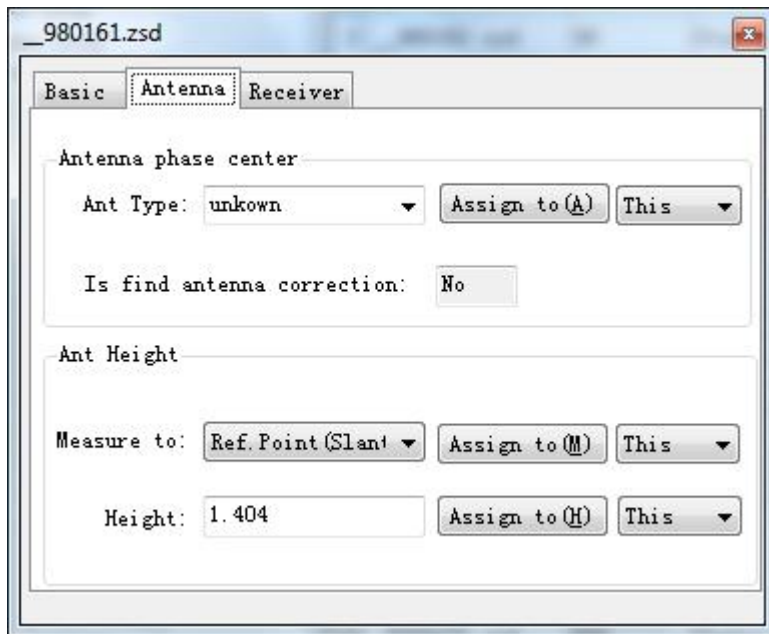 __980161.zsd
Basic Antenna Receiver
Antenna phase center
Ant Type: unkown Assign to(A) This
Is find antenna correction: No
Ant Height
Measure to: Ref.Point(Slant Assign to(M) This
Height: 1.404 Assign to(H) This